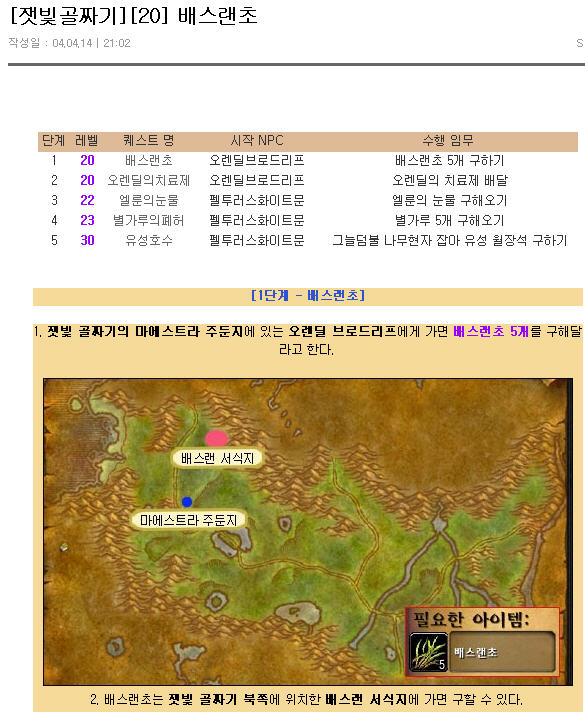 [잿빛골짜기][20] 배스랜초
작성일 : 04.04.14 | 21:02
S
단계 레벨 퀘스트 명 시작 NPC 수행 임무
1 20 배스랜초 오렌딜브로드리프 배스랜초 5개 구하기
2 20 오렌딜의치료제 오렌딜브로드리프 오렌딜의 치료제 배달
3 22 엘룬의눈물 펠투러스화이트문 엘룬의 눈물 구해오기
4 23 별가루의폐허 펠투러스화이트문 별가루 5개 구해오기
5 30 유성호수 펠투러스화이트문 그늘덤불 나무현자 잡아 유성 월장석 구하기
[1단계 - 배스랜초]
1. 잿빛 골짜기의 마에스트라 주둔지에 있는 오렌딜 브로드리프에게 가면 배스랜초 5개를 구해달
라고 한다.
배스랜 서식지
마에스트라 주둔지
필요한 아이템:
5 배스랜초
2. 배스랜초는 잿빛 골짜기 북쪽에 위치한 배스랜 서식지에 가면 구할 수 있다.